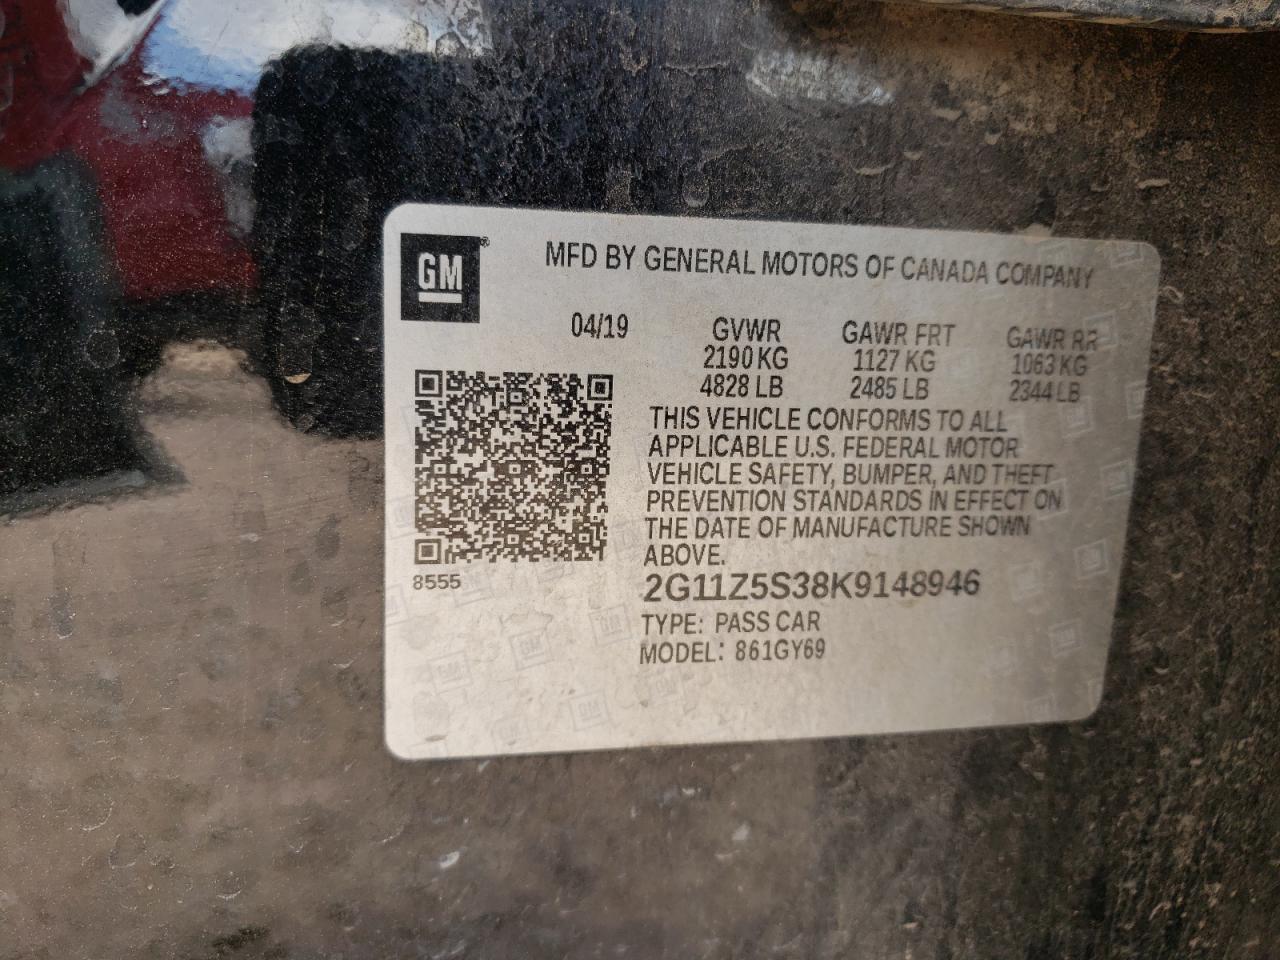 GM®
MFD BY GENERAL MOTORS OF CANADA COMPANY
04/19 GVWR GAWR FRT GAWR RR
2190 KG 1127 KG 1063 KG
4828 LB 2485 LB 2344 LB
THIS VEHICLE CONFORMS TO ALL
APPLICABLE U.S. FEDERAL MOTOR
VEHICLE SAFETY, BUMPER, AND THEFT
PREVENTION STANDARDS IN EFFECT ON
THE DATE OF MANUFACTURE SHOWN
ABOVE.
8555
2G11Z5S38K9148946
TYPE: PASS CAR
MODEL: 861GY69